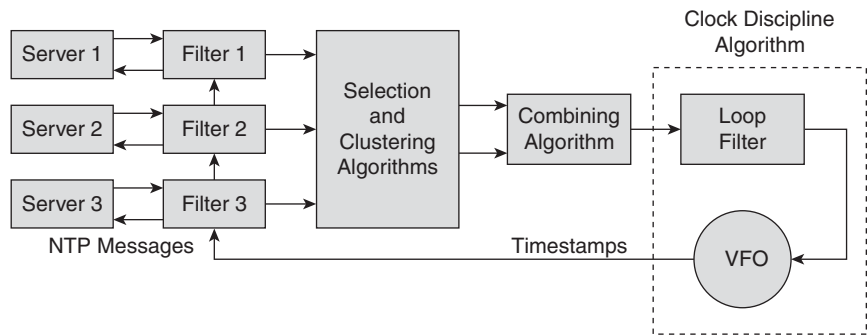 Clock Discipline
Algorithm
Server 1
Filter 1
Server 2
Filter 2
Server 3
Filter 3
Selection
and
Clustering
Algorithms
Combining
Algorithm
Loop
Filter
NTP Messages
Timestamps
VFO